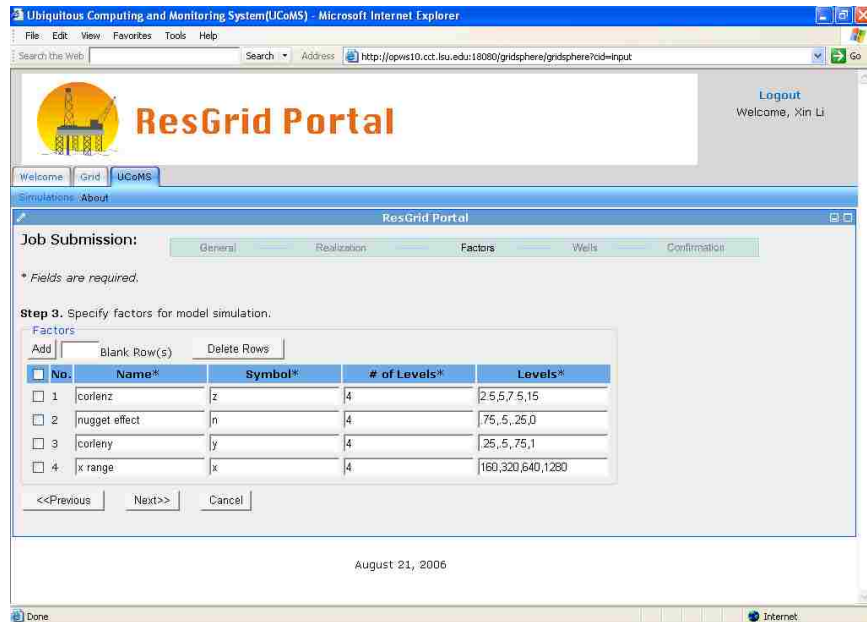 Ubiquitous Computing and Monitoring System(UCoMS) - Microsoft Internet Explorer
File Edit View Favorites Tools Help
Search the Web Search Address http://opws10.cct.lsu.edu:18080/gridsphere/gridsphere?cid=input Go
ResGrid Portal
Logout
Welcome, Xin Li
Welcome Grid UCoMS
Simulations About
ResGrid Portal
Job Submission: General Realization Factors Wells Confirmation
* Fields are required.
Step 3. Specify factors for model simulation.
Factors
Add Blank Row(s) Delete Rows
No. Name* Symbol* # of Levels* Levels*
1 corlenz z 4 2.5,5,7.5,15
2 nugget effect n 4 .75,.5,.25,0
3 corleny y 4 .25,.5,.75,1
4 x range x 4 160,320,640,1280
<<Previous Next>> Cancel
August 21, 2006
Done Internet